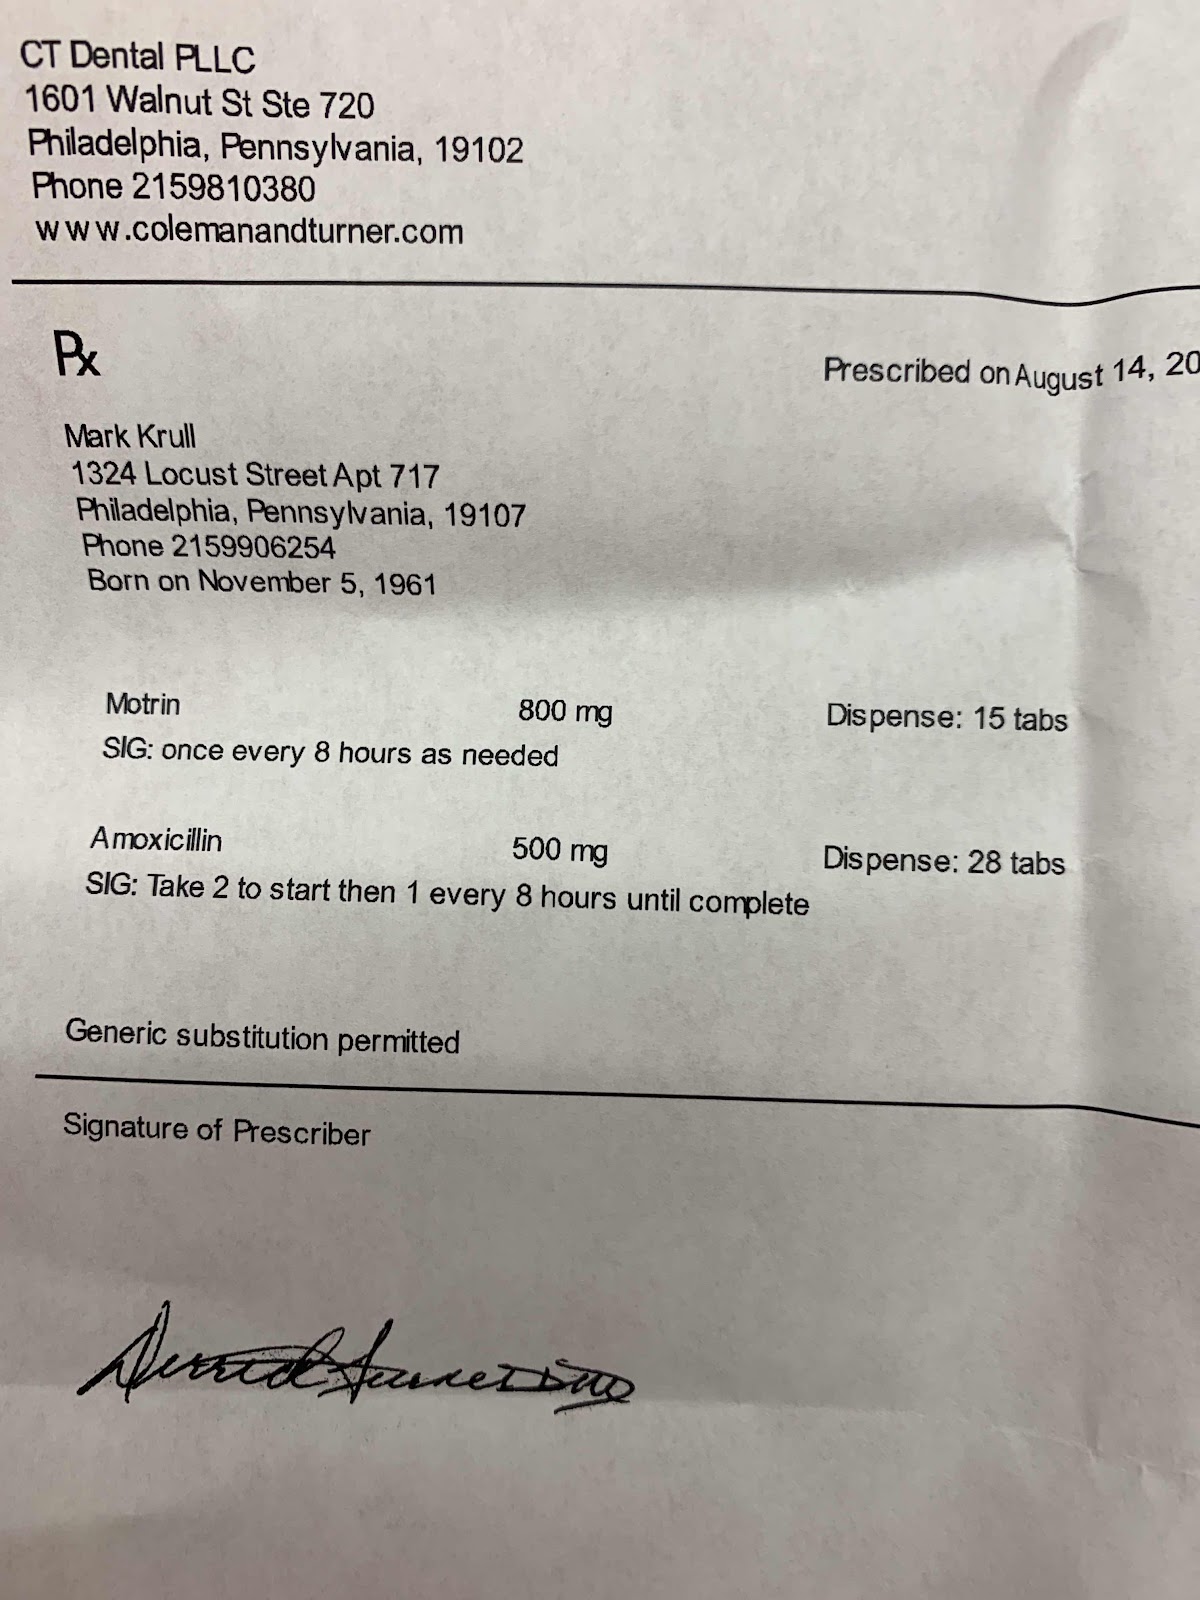 CT Dental PLLC
1601 Walnut St Ste 720
Philadelphia, Pennsylvania, 19102
Phone 2159810380
www.colemanandturner.com
Rx
Prescribed on August 14, 20
Mark Krull
1324 Locust Street Apt 717
Philadelphia, Pennsylvania, 19107
Phone 2159906254
Born on November 5, 1961
Motrin 800 mg Dispense: 15 tabs
SIG: once every 8 hours as needed
Amoxicillin 500 mg Dispense: 28 tabs
SIG: Take 2 to start then 1 every 8 hours until complete
Generic substitution permitted
Signature of Prescriber